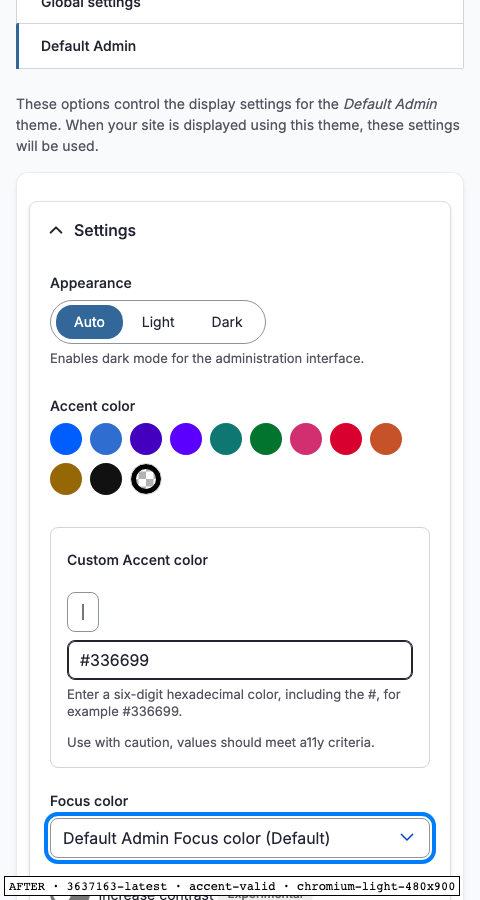 Global settings
Default Admin
These options control the display settings for the Default Admin
theme. When your site is displayed using this theme, these settings
will be used.
Settings
Appearance
Auto Light Dark
Enables dark mode for the administration interface.
Accent color
Custom Accent color
#336699
Enter a six-digit hexadecimal color, including the #, for
example #336699.
Use with caution, values should meet a11y criteria.
Focus color
Default Admin Focus color (Default)
AFTER · 3637163-latest · accent-valid · chromium-light-480x900
Increase contrast Experimental